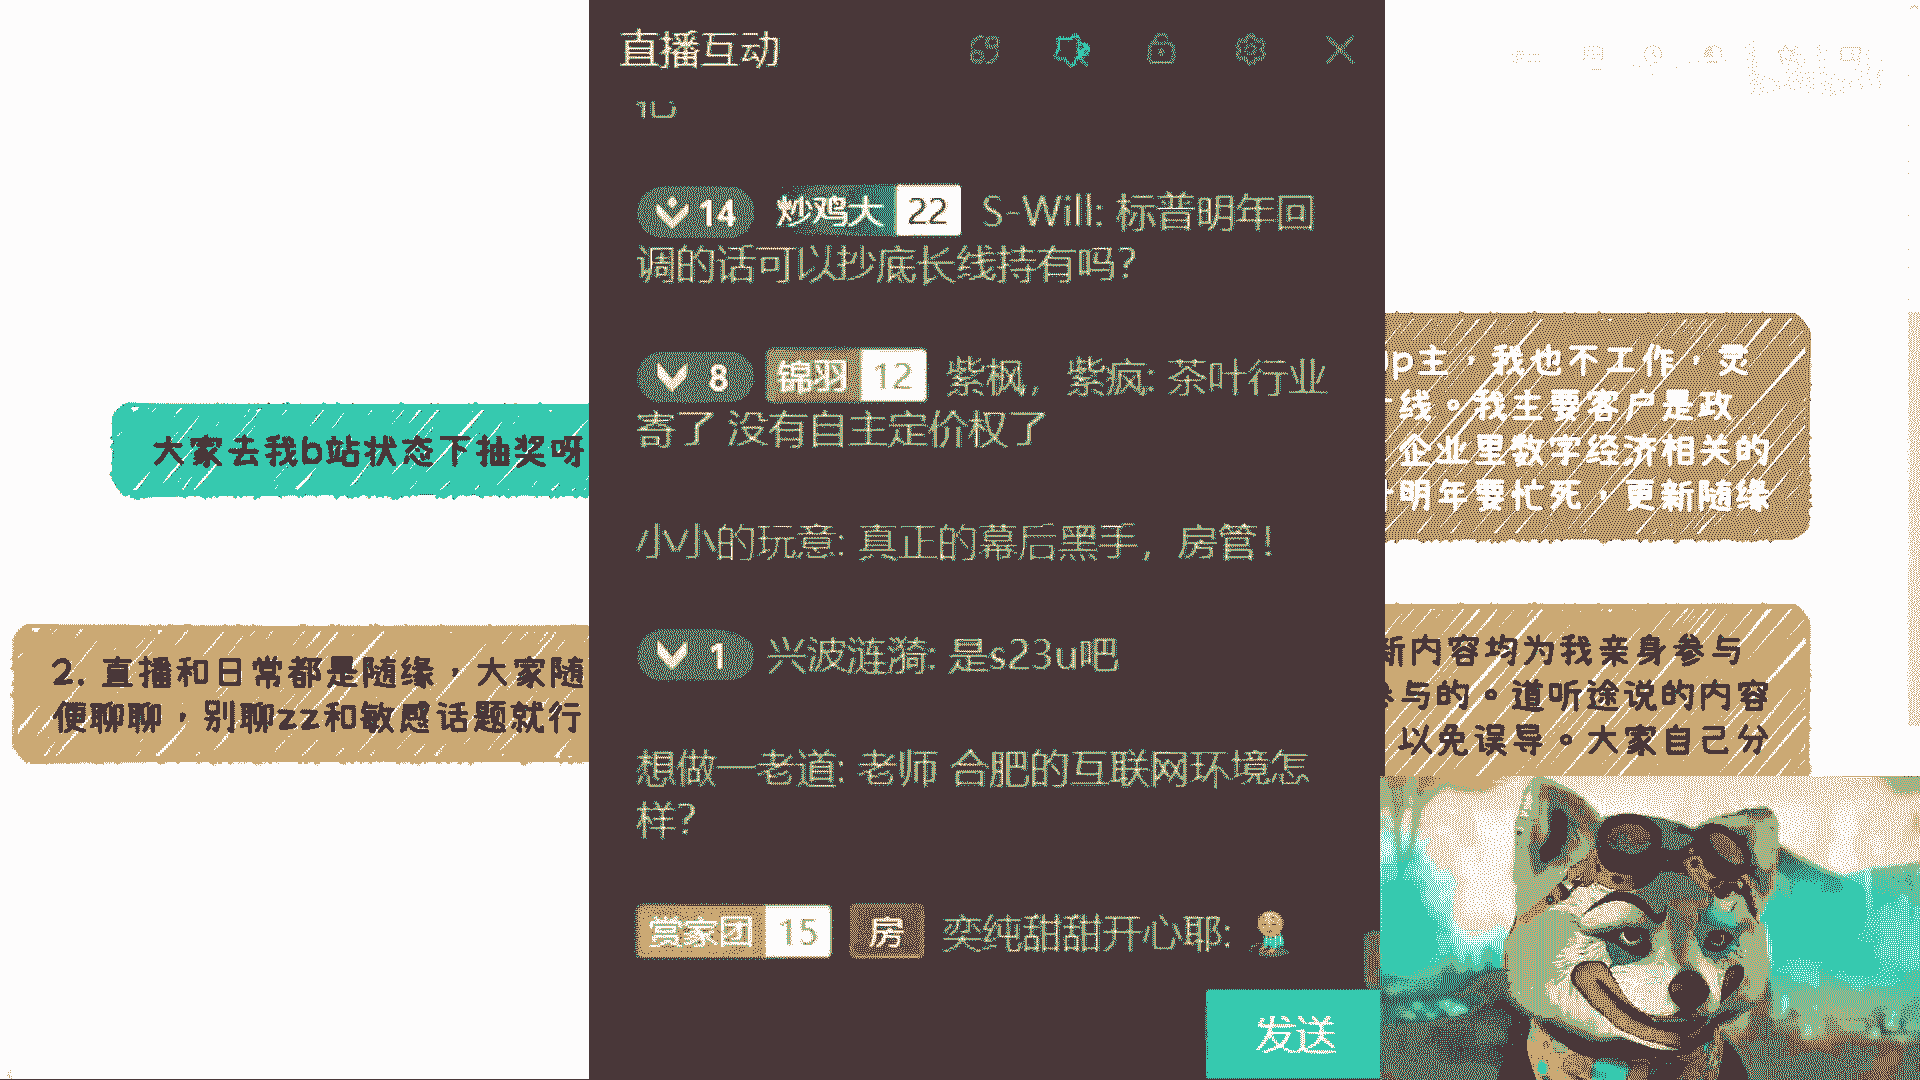 直播互动
14 炒鸡大 22 S-Will: 标普明年回
调的话可以抄底长线持有吗?
8 锦羽 12 紫枫，紫疯: 茶叶行业
寄了 没有自主定价权了
小小的玩意: 真正的幕后黑手，房管！
1 兴波涟漪: 是s23u吧
想做一老道: 老师 合肥的互联网环境怎
样?
赏家团 15 房 奕纯甜甜开心耶:
发送
大家去我b站状态下抽奖呀
2. 直播和日常都是随缘，大家随
便聊聊，别聊zz和敏感话题就行
p主，我也不工作，灵
线。我主要客户是政
企业里数字经济相关的
明年要忙死，更新随缘
新内容均为我亲身参与
参与的。道听途说的内容
以免误导。大家自己分